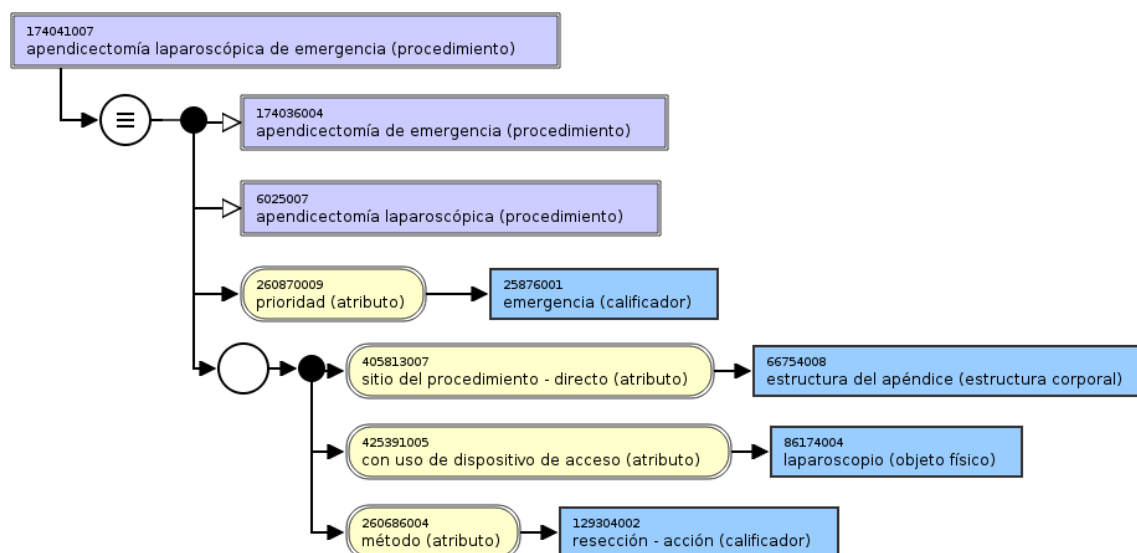 174041007
apendicectomía laparoscópica de emergencia (procedimiento)
174036004
apendicectomía de emergencia (procedimiento)
6025007
apendicectomía laparoscópica (procedimiento)
260870009
prioridad (atributo)
25876001
emergencia (calificador)
405813007
sitio del procedimiento - directo (atributo)
66754008
estructura del apéndice (estructura corporal)
425391005
con uso de dispositivo de acceso (atributo)
86174004
laparoscopio (objeto físico)
260686004
método (atributo)
129304002
resección - acción (calificador)